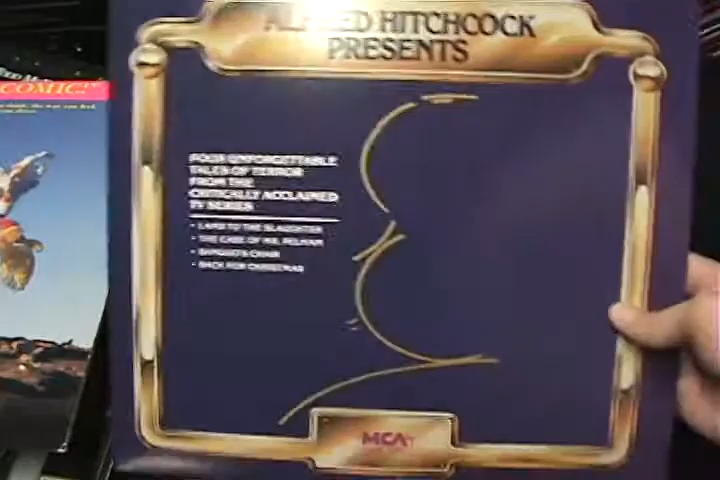 ALFRED HITCHCOCK
PRESENTS
COMIC!
FOUR UNFORGETTABLE
TALES OF TERROR
FROM THE
CRITICALLY ACCLAIMED
TV SERIES
• LAMB TO THE SLAUGHTER
• THE CASE OF MR. PELHAM
• BANQUO'S CHAIR
• BACK FOR CHRISTMAS
MCA